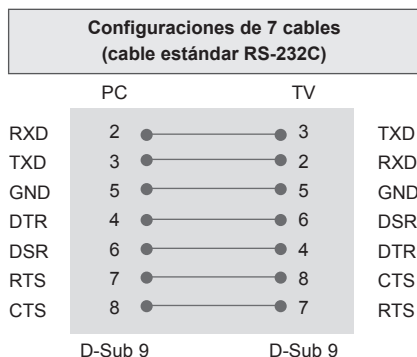 Configuraciones de 7 cables
(cable estándar RS-232C)
PC TV
RXD 2 3 TXD
TXD 3 2 RXD
GND 5 5 GND
DTR 4 6 DSR
DSR 6 4 DTR
RTS 7 8 CTS
CTS 8 7 RTS
D-Sub 9 D-Sub 9